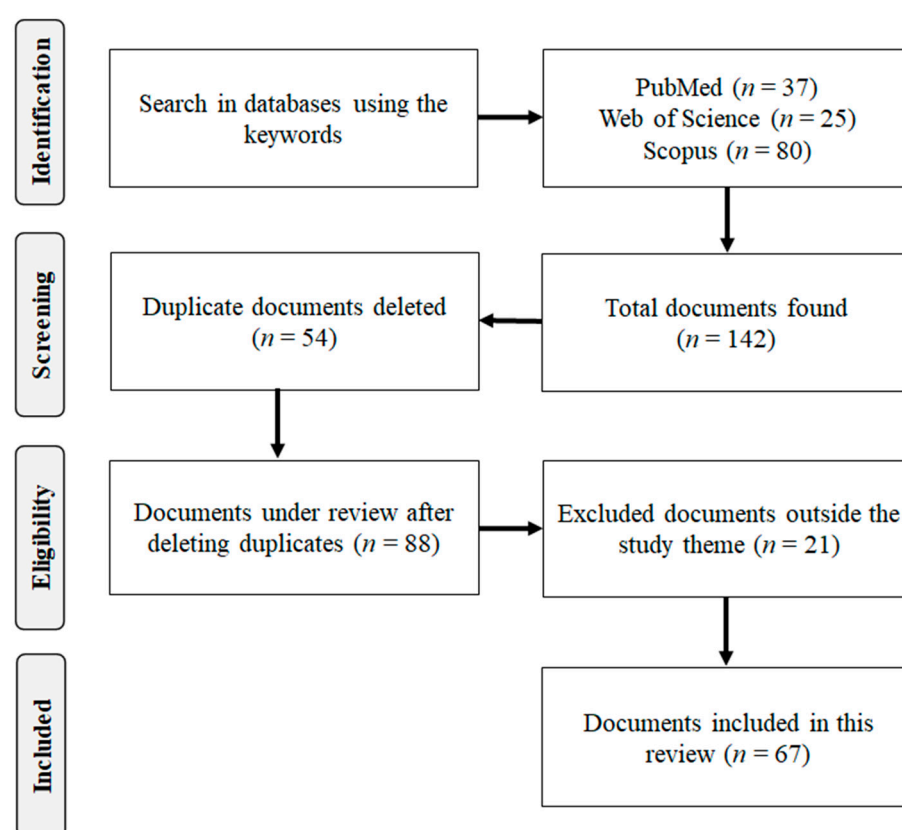 Identification
Search in databases using the
keywords
PubMed (n = 37)
Web of Science (n = 25)
Scopus (n = 80)
Screening
Duplicate documents deleted
(n = 54)
Total documents found
(n = 142)
Eligibility
Documents under review after
deleting duplicates (n = 88)
Excluded documents outside the
study theme (n = 21)
Included
Documents included in this
review (n = 67)